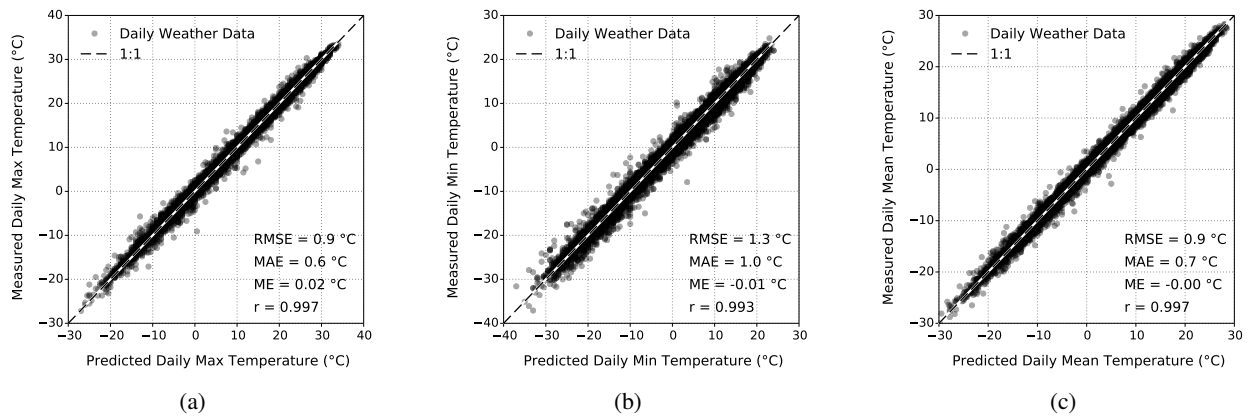 40
30
20
10
0
−10
−20
−30
−30
−20
−10
0
10
20
30
40
Measured Daily Max Temperature (°C)
Predicted Daily Max Temperature (°C)
Daily Weather Data
1:1
RMSE = 0.9 °C
MAE = 0.6 °C
ME = 0.02 °C
r = 0.997
(a)
30
20
10
0
−10
−20
−30
−40
−40
−30
−20
−10
0
10
20
30
Measured Daily Min Temperature (°C)
Predicted Daily Min Temperature (°C)
Daily Weather Data
1:1
RMSE = 1.3 °C
MAE = 1.0 °C
ME = -0.01 °C
r = 0.993
(b)
30
20
10
0
−10
−20
−30
−30
−20
−10
0
10
20
30
Measured Daily Mean Temperature (°C)
Predicted Daily Mean Temperature (°C)
Daily Weather Data
1:1
RMSE = 0.9 °C
MAE = 0.7 °C
ME = -0.00 °C
r = 0.997
(c)